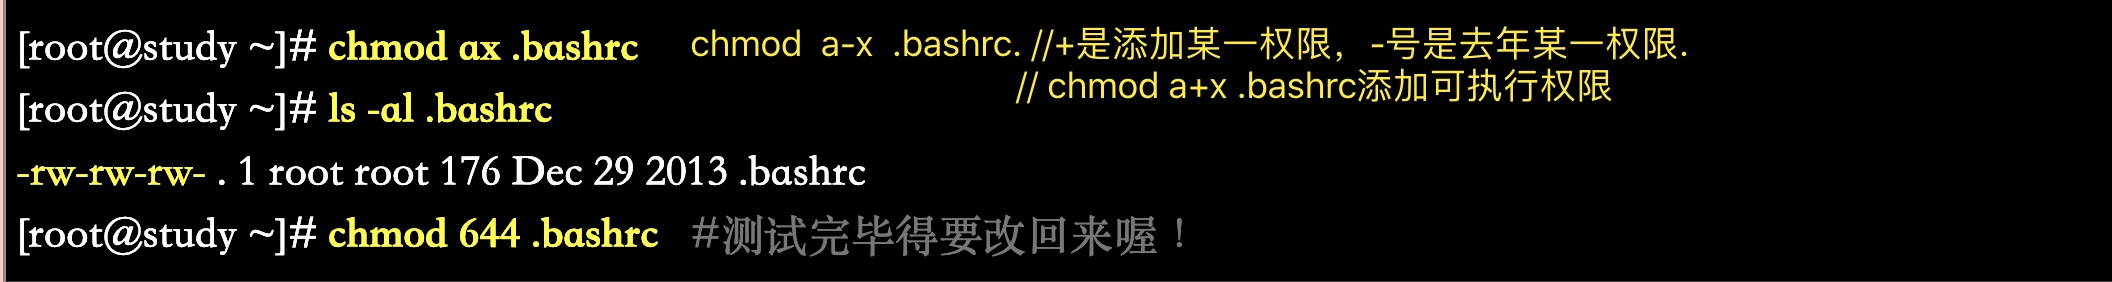 [root@study ~]# chmod ax .bashrc chmod a-x .bashrc. //+是添加某一权限，-号是去年某一权限.
// chmod a+x .bashrc添加可执行权限
[root@study ~]# ls -al .bashrc
-rw-rw-rw- . 1 root root 176 Dec 29 2013 .bashrc
[root@study ~]# chmod 644 .bashrc #测试完毕得要改回来喔！